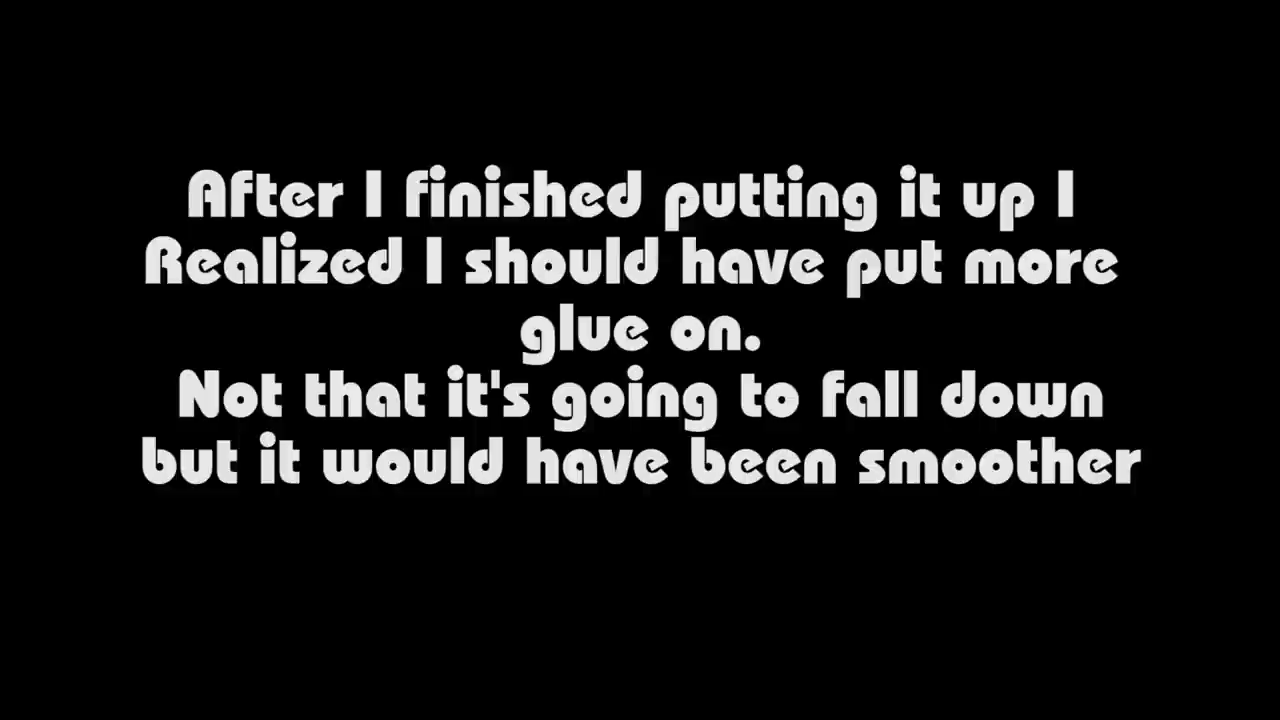 After I finished putting it up I
Realized I should have put more
glue on.
Not that it's going to fall down
but it would have been smoother